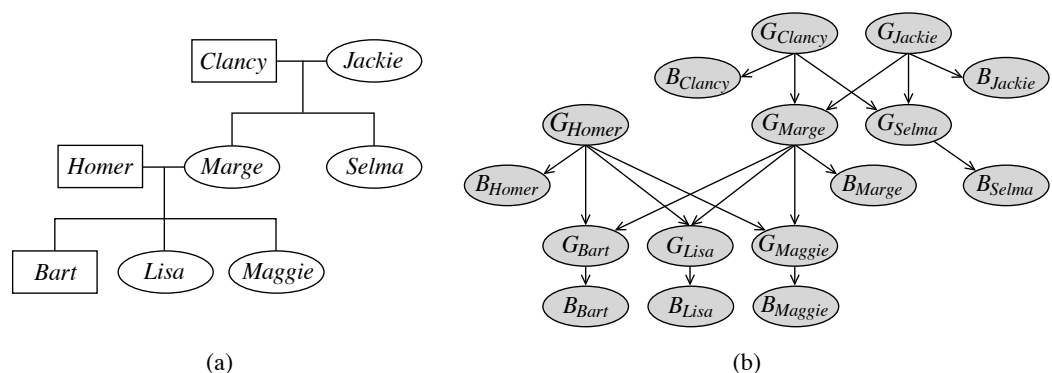 Clancy Jackie
Homer Marge Selma
Bart Lisa Maggie
(a)
G_Clancy G_Jackie
B_Clancy B_Jackie
G_Homer G_Marge G_Selma
B_Homer B_Marge B_Selma
G_Bart G_Lisa G_Maggie
B_Bart B_Lisa B_Maggie
(b)